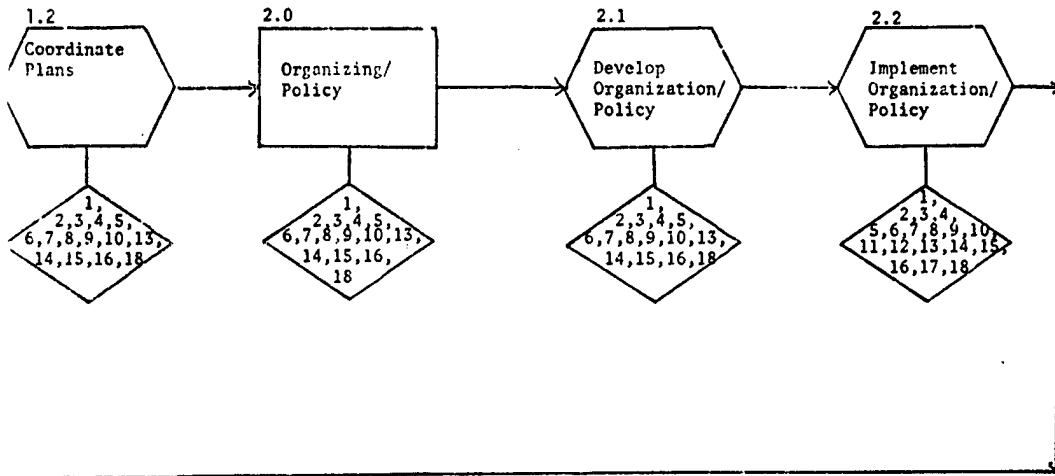 1.2
Coordinate
Plans
1,
2,3,4,5,
6,7,8,9,10,13,
14,15,16,18
2.0
Organizing/
Policy
1,
2,3,4,5
6,7,8,9,10,13,
14,15,16,
18
2.1
Develop
Organization/
Policy
1,
2,3,4,5,
6,7,8,9,10,13,
14,15,16,18
2.2
Implement
Organization/
Policy
1,
2,3,4,
5,6,7,8,9,10
11,12,13,14,15,
16,17,18